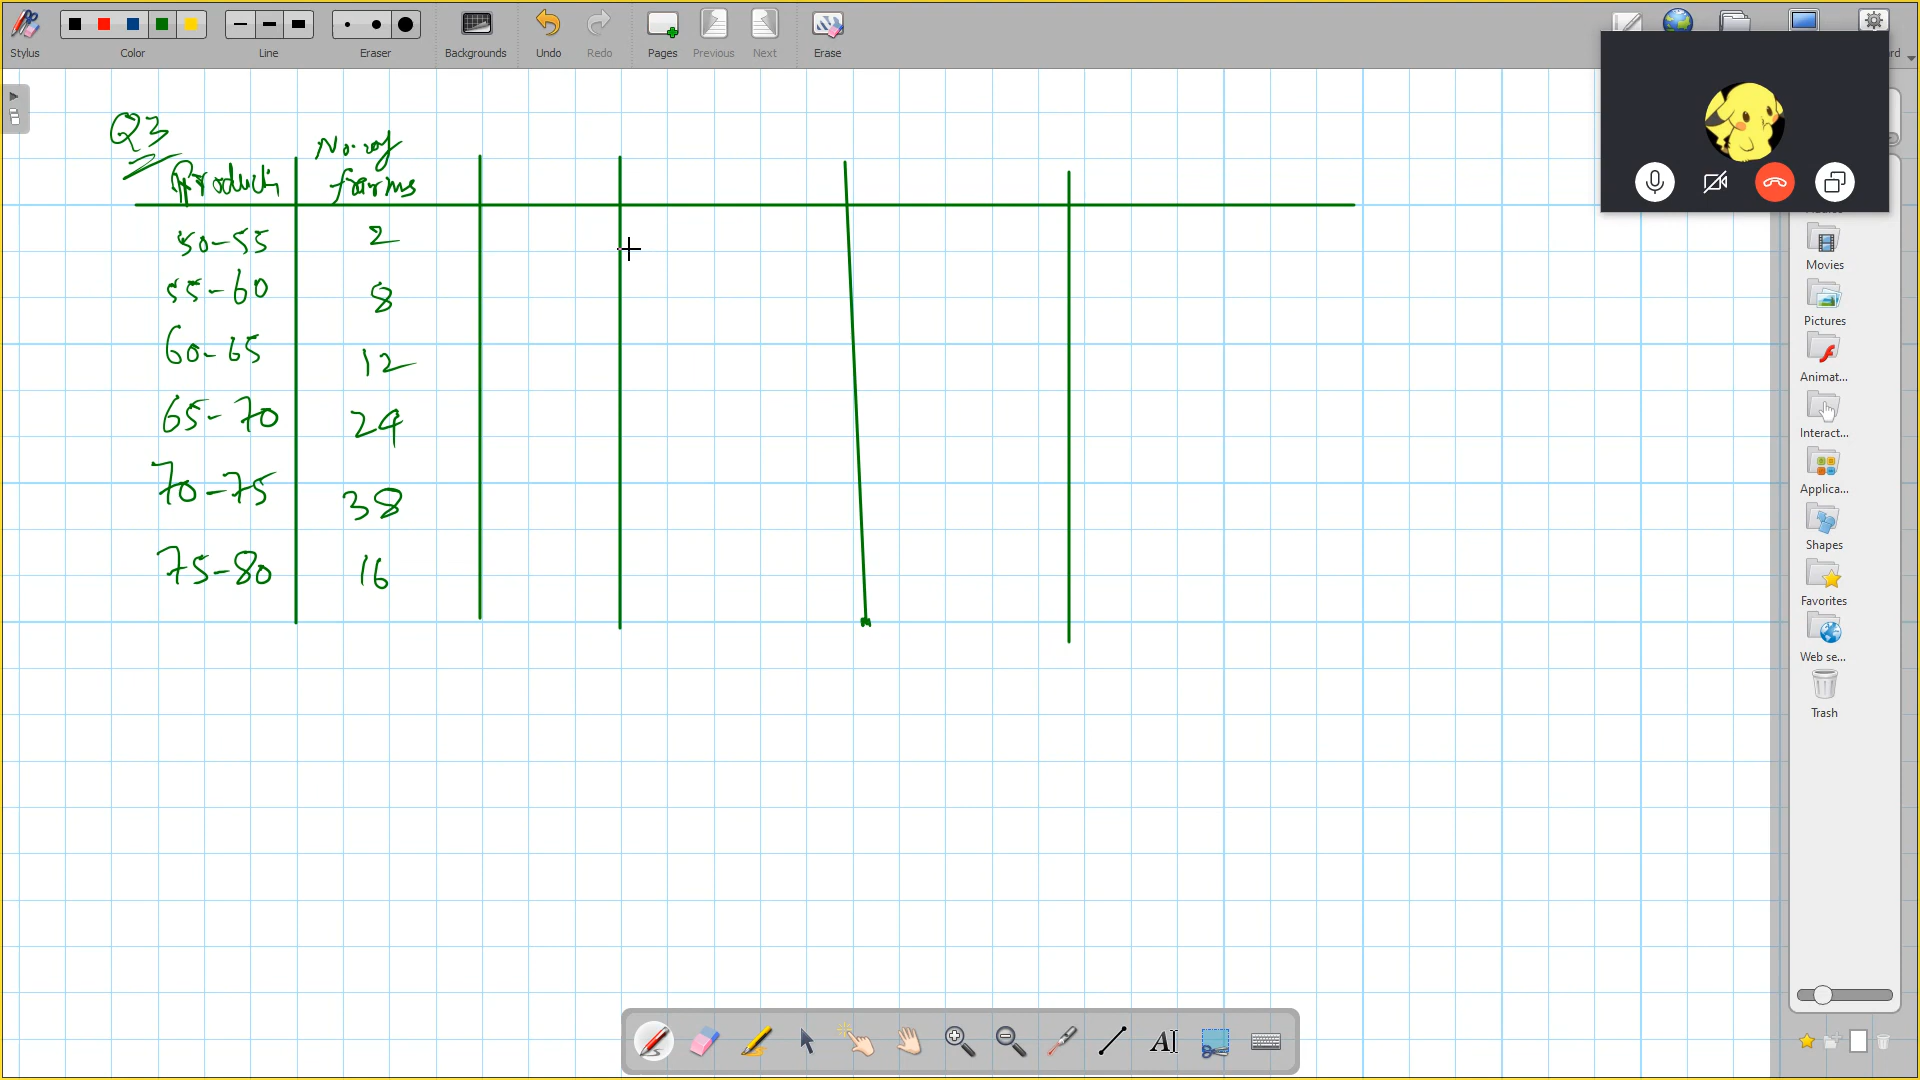 Stylus Color Line Eraser Backgrounds Undo Redo Pages Previous Next Erase
Q3
No. of
farms
50-55 2
55-60 8
60-65 12
65-70 24
70-75 38
75-80 16
Movies
Pictures
Animat...
Interact...
Applica...
Shapes
Favorites
Web se...
Trash